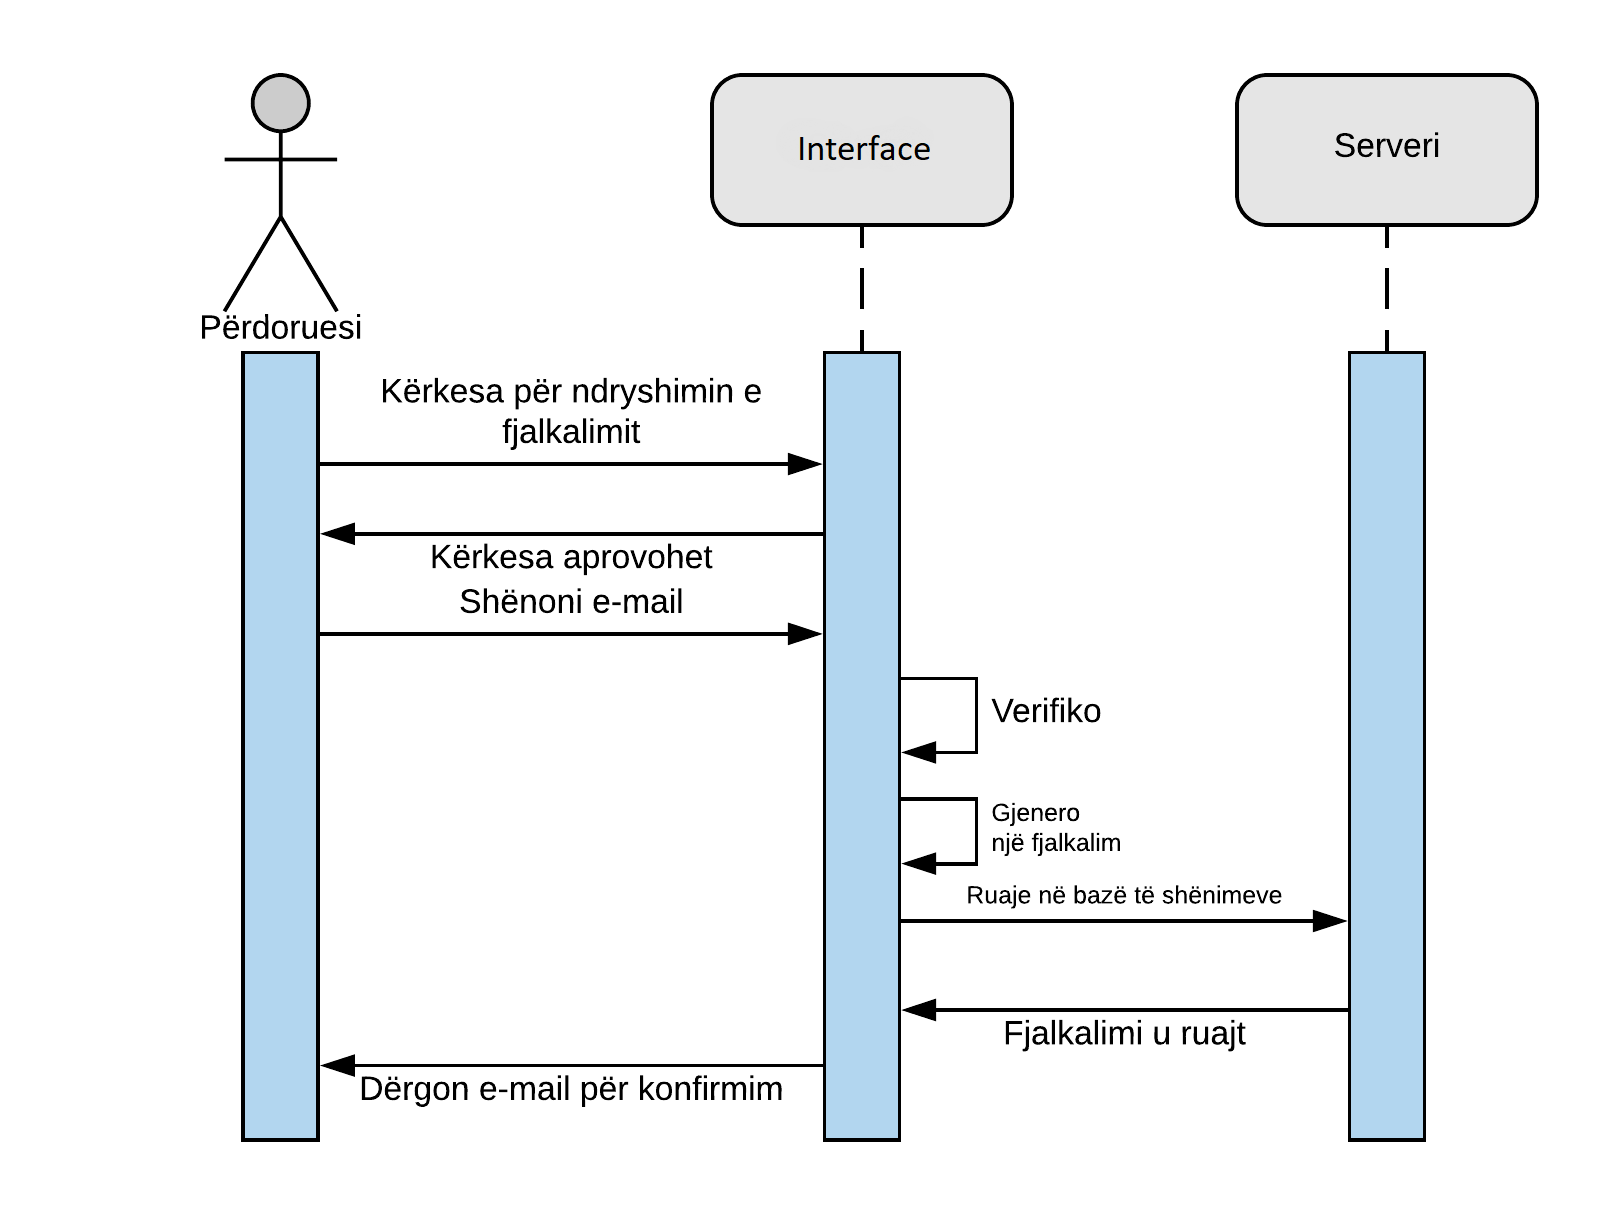 Interface
Serveri
Përdoruesi
Kërkesa për ndryshimin e
fjalkalimit
Kërkesa aprovohet
Shënoni e-mail
Verifiko
Gjenero
një fjalkalim
Ruaje në bazë të shënimeve
Fjalkalimi u ruajt
Dërgon e-mail për konfirmim